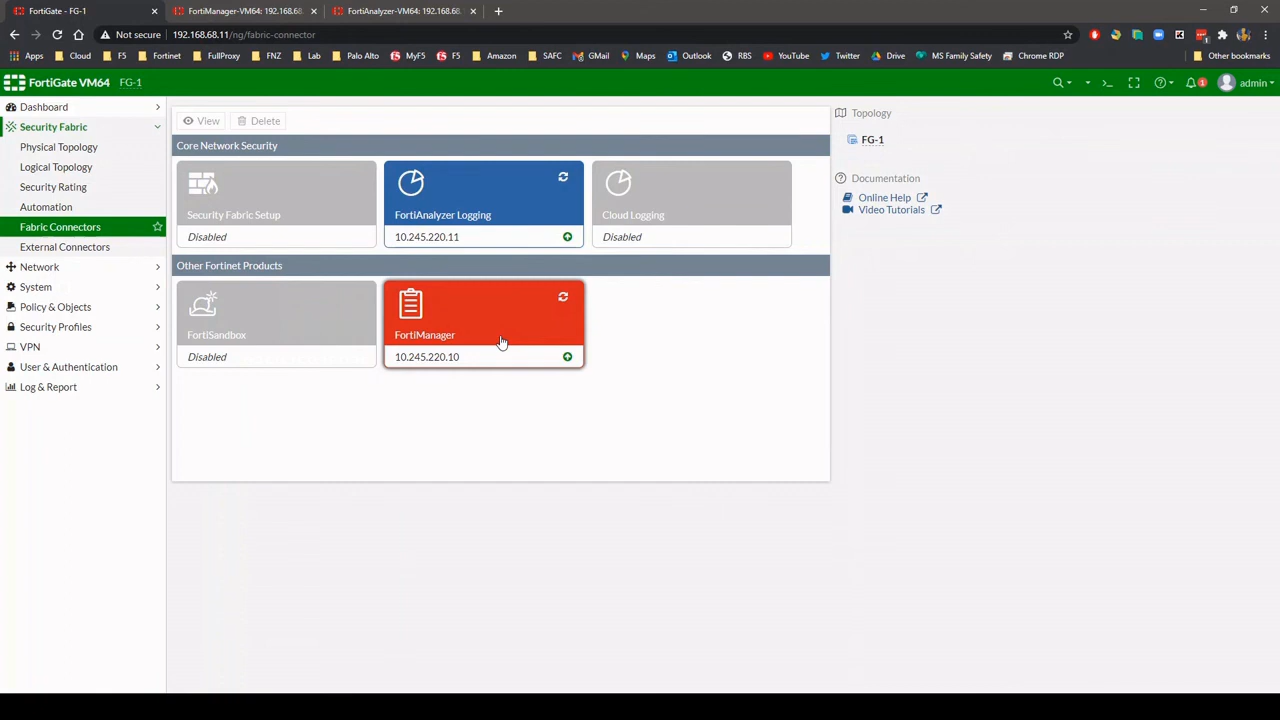 FortiGate - FG-1
FortiManager-VM64: 192.168.68.
FortiAnalyzer-VM64: 192.168.68.
Not secure 192.168.68.11/ng/fabric-connector
Apps Cloud F5 Fortinet FullProxy FNZ Lab Palo Alto MyF5 F5 Amazon SAFC GMail Maps Outlook RBS YouTube Twitter Drive MS Family Safety Chrome RDP Other bookmarks
FortiGate VM64 FG-1
1 admin
Dashboard
Security Fabric
Physical Topology
Logical Topology
Security Rating
Automation
Fabric Connectors
External Connectors
Network
System
Policy & Objects
Security Profiles
VPN
User & Authentication
Log & Report
View Delete
Core Network Security
Security Fabric Setup
Disabled
FortiAnalyzer Logging
10.245.220.11
Cloud Logging
Disabled
Other Fortinet Products
FortiSandbox
Disabled
FortiManager
10.245.220.10
Topology
FG-1
Documentation
Online Help
Video Tutorials